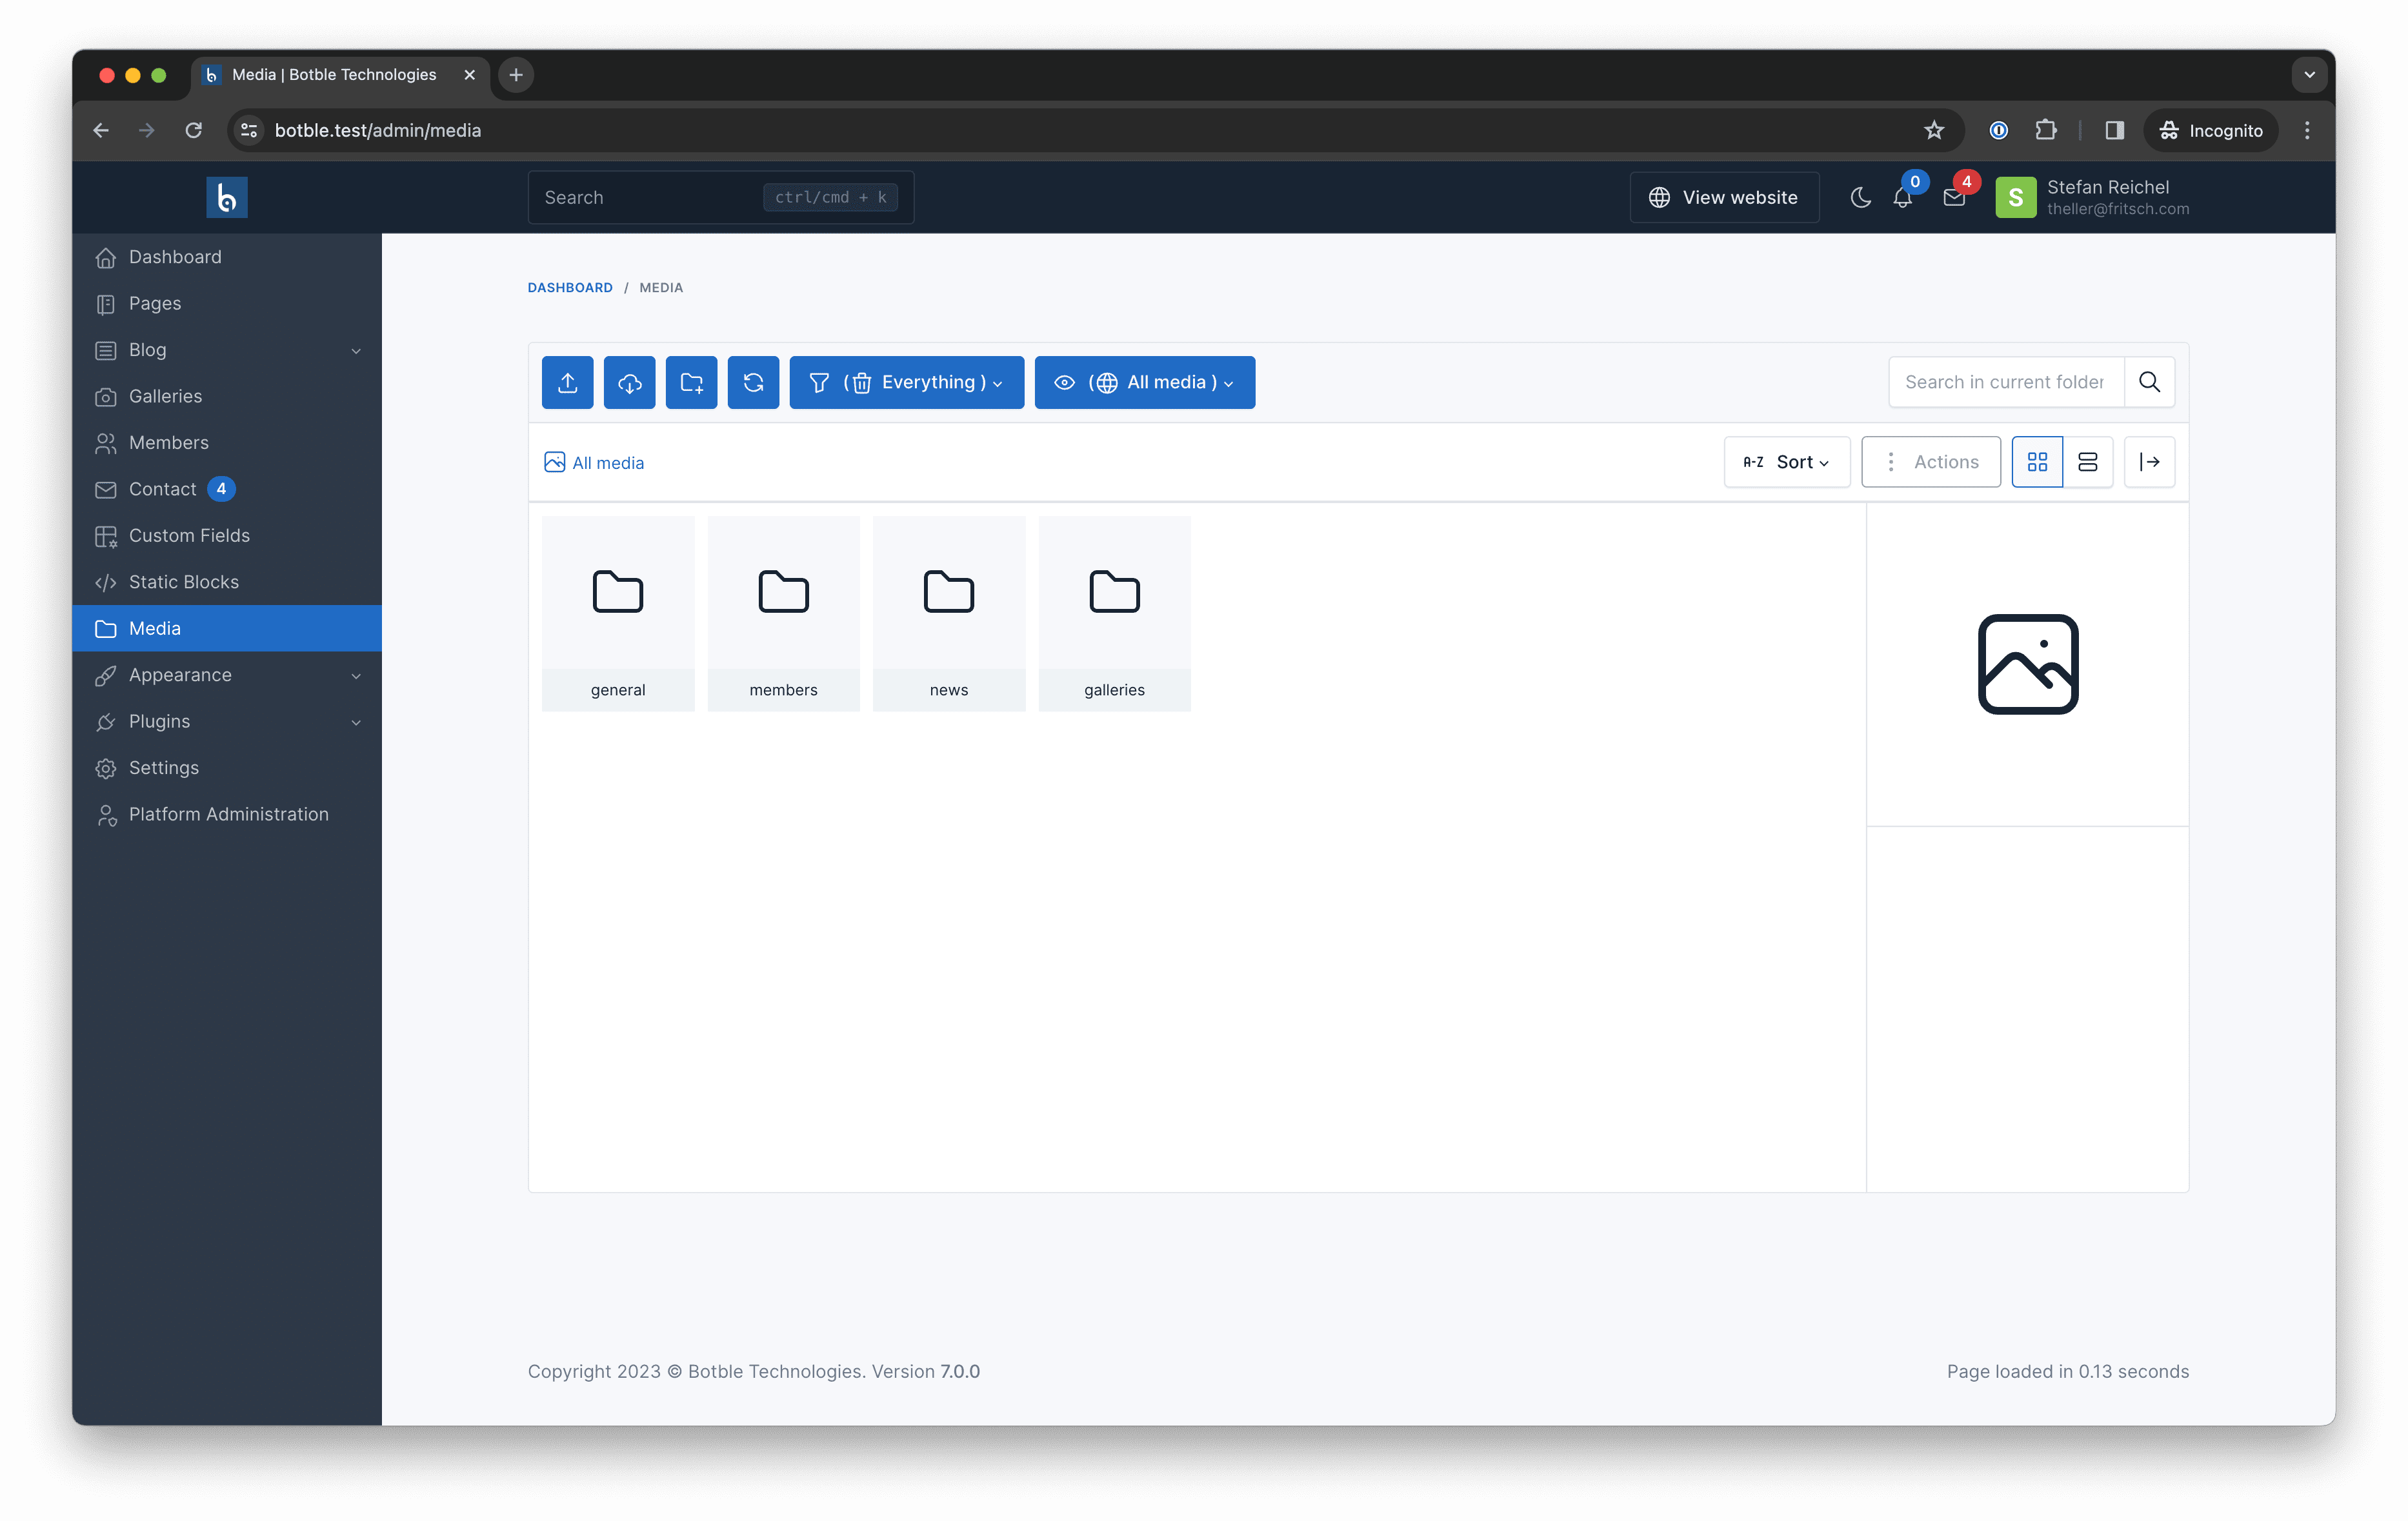 Media | Botble Technologies
botble.test/admin/media
Incognito
Search ctrl/cmd + k
View website
0
4
S
Stefan Reichel
theller@fritsch.com
Dashboard
Pages
Blog
Galleries
Members
Contact 4
Custom Fields
Static Blocks
Media
Appearance
Plugins
Settings
Platform Administration
DASHBOARD / MEDIA
( Everything )
( All media )
Search in current folder
All media
A-Z Sort
Actions
general
members
news
galleries
Copyright 2023 © Botble Technologies. Version 7.0.0
Page loaded in 0.13 seconds